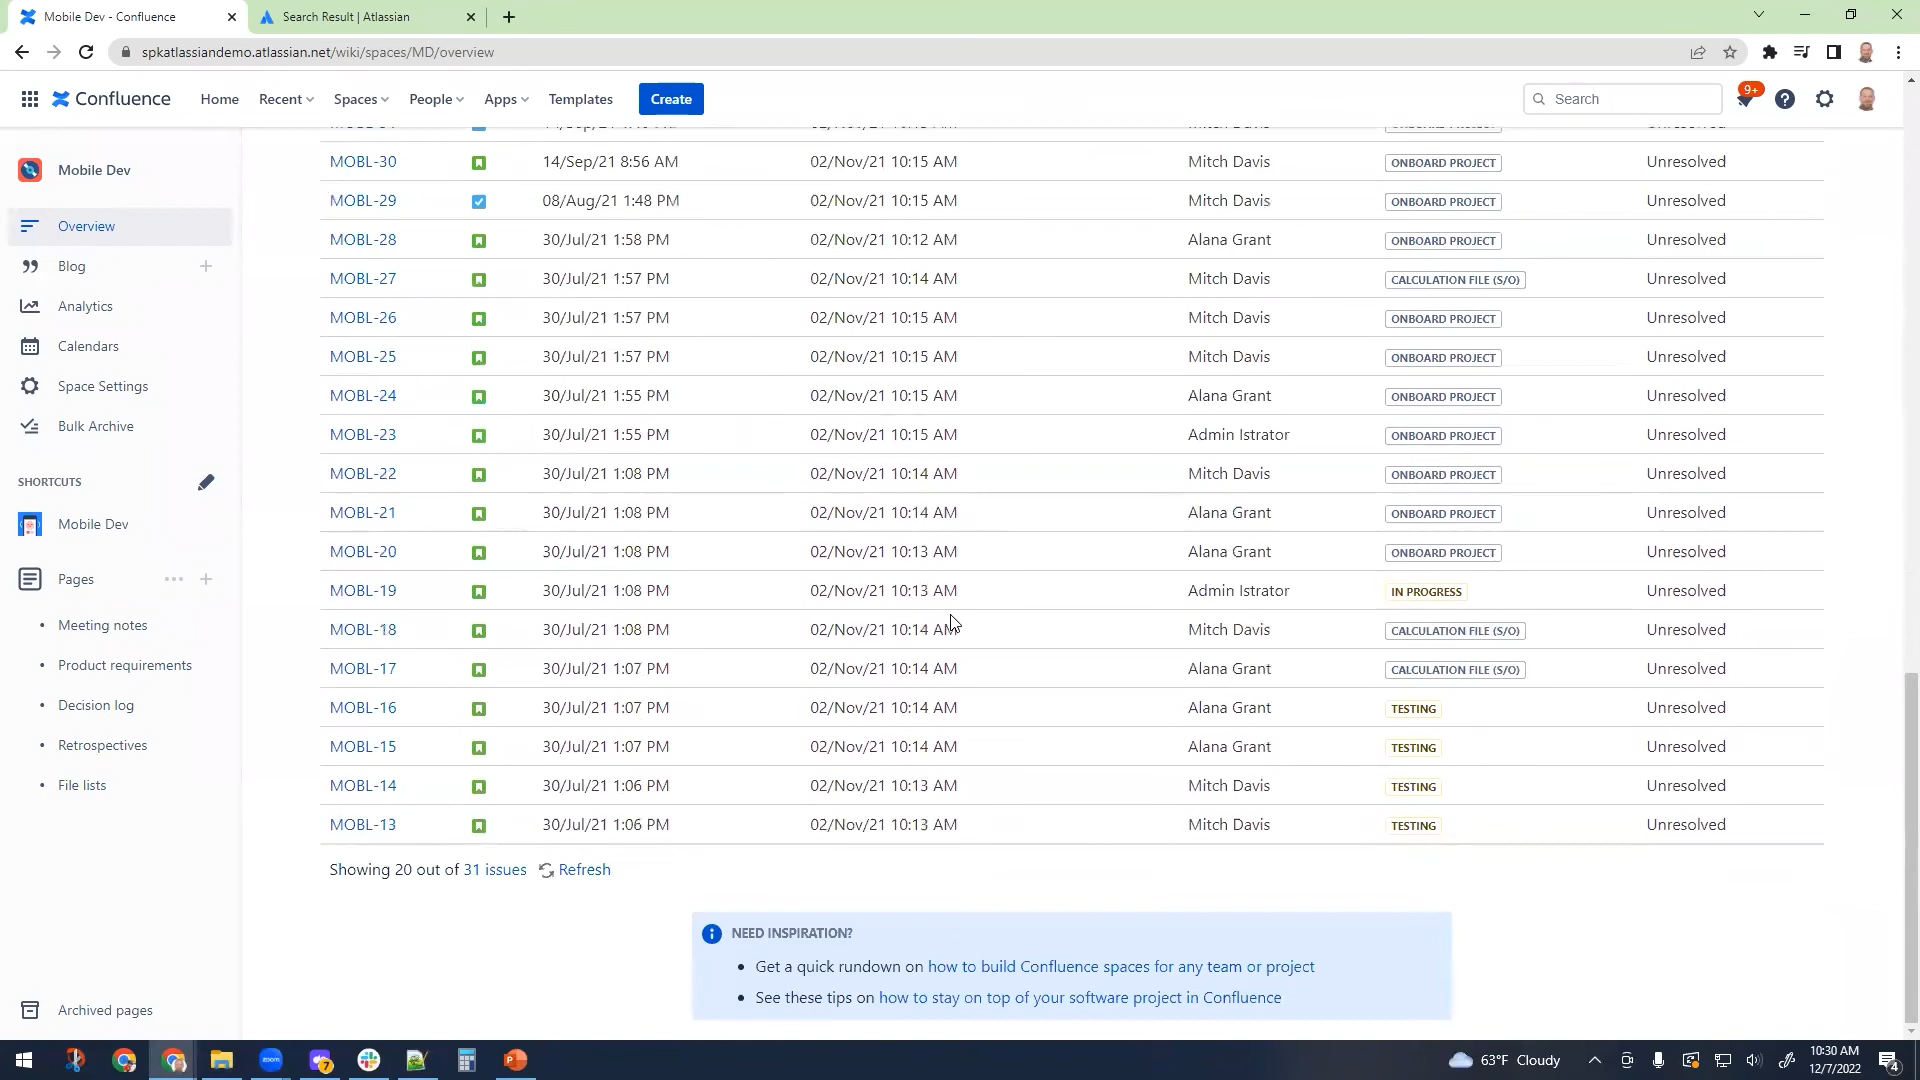 Mobile Dev - Confluence
Search Result | Atlassian
spkatlassiandemo.atlassian.net/wiki/spaces/MD/overview
Confluence
Home
Recent
Spaces
People
Apps
Templates
Create
Search
9+
Mobile Dev
Overview
Blog
Analytics
Calendars
Space Settings
Bulk Archive
SHORTCUTS
Mobile Dev
Pages
Meeting notes
Product requirements
Decision log
Retrospectives
File lists
Archived pages
MOBL-30 14/Sep/21 8:56 AM 02/Nov/21 10:15 AM Mitch Davis ONBOARD PROJECT Unresolved
MOBL-29 08/Aug/21 1:48 PM 02/Nov/21 10:15 AM Mitch Davis ONBOARD PROJECT Unresolved
MOBL-28 30/Jul/21 1:58 PM 02/Nov/21 10:12 AM Alana Grant ONBOARD PROJECT Unresolved
MOBL-27 30/Jul/21 1:57 PM 02/Nov/21 10:14 AM Mitch Davis CALCULATION FILE (S/O) Unresolved
MOBL-26 30/Jul/21 1:57 PM 02/Nov/21 10:15 AM Mitch Davis ONBOARD PROJECT Unresolved
MOBL-25 30/Jul/21 1:57 PM 02/Nov/21 10:15 AM Mitch Davis ONBOARD PROJECT Unresolved
MOBL-24 30/Jul/21 1:55 PM 02/Nov/21 10:15 AM Alana Grant ONBOARD PROJECT Unresolved
MOBL-23 30/Jul/21 1:55 PM 02/Nov/21 10:15 AM Admin Istrator ONBOARD PROJECT Unresolved
MOBL-22 30/Jul/21 1:08 PM 02/Nov/21 10:14 AM Mitch Davis ONBOARD PROJECT Unresolved
MOBL-21 30/Jul/21 1:08 PM 02/Nov/21 10:14 AM Alana Grant ONBOARD PROJECT Unresolved
MOBL-20 30/Jul/21 1:08 PM 02/Nov/21 10:13 AM Alana Grant ONBOARD PROJECT Unresolved
MOBL-19 30/Jul/21 1:08 PM 02/Nov/21 10:13 AM Admin Istrator IN PROGRESS Unresolved
MOBL-18 30/Jul/21 1:08 PM 02/Nov/21 10:14 AM Mitch Davis CALCULATION FILE (S/O) Unresolved
MOBL-17 30/Jul/21 1:07 PM 02/Nov/21 10:14 AM Alana Grant CALCULATION FILE (S/O) Unresolved
MOBL-16 30/Jul/21 1:07 PM 02/Nov/21 10:14 AM Alana Grant TESTING Unresolved
MOBL-15 30/Jul/21 1:07 PM 02/Nov/21 10:14 AM Alana Grant TESTING Unresolved
MOBL-14 30/Jul/21 1:06 PM 02/Nov/21 10:13 AM Mitch Davis TESTING Unresolved
MOBL-13 30/Jul/21 1:06 PM 02/Nov/21 10:13 AM Mitch Davis TESTING Unresolved
Showing 20 out of 31 issues Refresh
NEED INSPIRATION?
• Get a quick rundown on how to build Confluence spaces for any team or project
• See these tips on how to stay on top of your software project in Confluence
zoom
7
63°F Cloudy
10:30 AM
12/7/2022
4